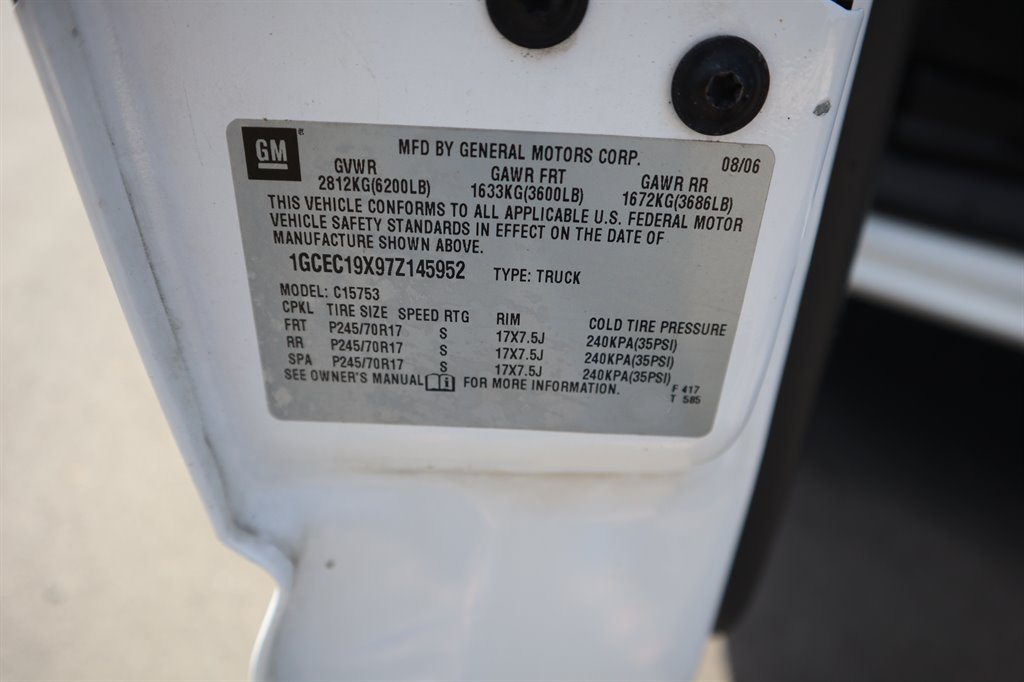 GM ® MFD BY GENERAL MOTORS CORP. 08/06
GVWR GAWR FRT GAWR RR
2812KG(6200LB) 1633KG(3600LB) 1672KG(3686LB)
THIS VEHICLE CONFORMS TO ALL APPLICABLE U.S. FEDERAL MOTOR
VEHICLE SAFETY STANDARDS IN EFFECT ON THE DATE OF
MANUFACTURE SHOWN ABOVE.
1GCEC19X97Z145952 TYPE: TRUCK
MODEL: C15753
CPKL TIRE SIZE SPEED RTG RIM COLD TIRE PRESSURE
FRT P245/70R17 S 17X7.5J 240KPA(35PSI)
RR P245/70R17 S 17X7.5J 240KPA(35PSI)
SPA P245/70R17 S 17X7.5J 240KPA(35PSI)
SEE OWNER'S MANUAL i FOR MORE INFORMATION. F 417
T 585